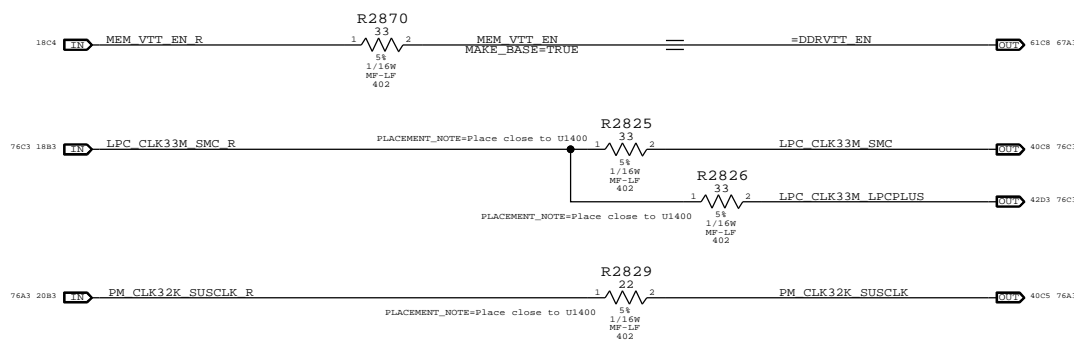 R2870
18C4 IN MEM_VTT_EN_R 1 33 2 MEM_VTT_EN =DDRVTT_EN OUT 61C8 67A
MAKE_BASE=TRUE
5%
1/16W
MF-LF
402
R2825
PLACEMENT_NOTE=Place close to U1400
76C3 18B3 IN LPC_CLK33M_SMC_R 1 33 2 LPC_CLK33M_SMC OUT 40C8 76C3
5%
1/16W
MF-LF
402
R2826
1 33 2 LPC_CLK33M_LPCPLUS OUT 42D3 76C3
PLACEMENT_NOTE=Place close to U1400
5%
1/16W
MF-LF
402
R2829
76A3 20B3 IN PM_CLK32K_SUSCLK_R 1 22 2 PM_CLK32K_SUSCLK OUT 40C5 76A3
PLACEMENT_NOTE=Place close to U1400
5%
1/16W
MF-LF
402